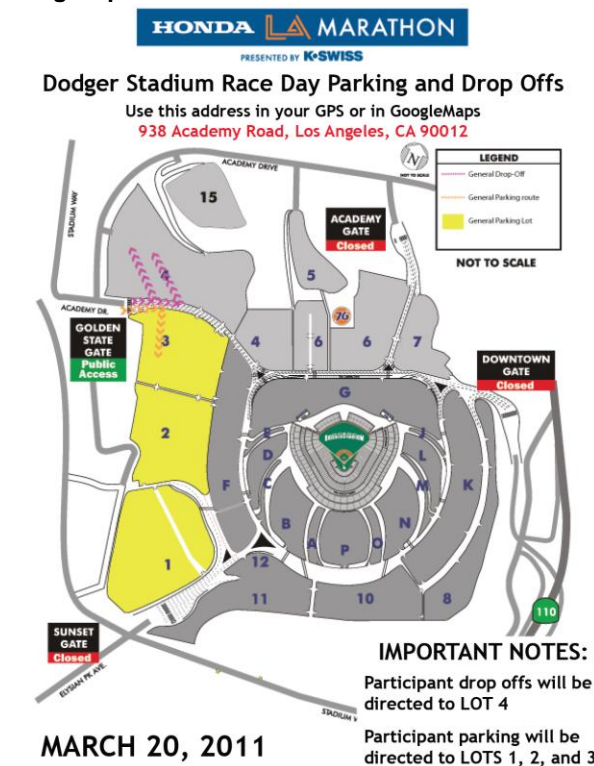 HONDA LA MARATHON
PRESENTED BY K•SWISS
Dodger Stadium Race Day Parking and Drop Offs
Use this address in your GPS or in GoogleMaps
938 Academy Road, Los Angeles, CA 90012
N
NOT TO SCALE
LEGEND
General Drop-Off
General Parking route
General Parking Lot
NOT TO SCALE
ACADEMY DRIVE
STADIUM WAY
15
ACADEMY
GATE
Closed
5
76
ACADEMY DR.
GOLDEN
STATE
GATE
Public
Access
3
4
6
6
7
DOWNTOWN
GATE
Closed
G
2
E
J
D
L
F
C
M
K
B
N
A
P
O
1
12
11
10
8
110
SUNSET
GATE
Closed
ELYSIAN PK AVE.
STADIUM W
IMPORTANT NOTES:
Participant drop offs will be
directed to LOT 4
Participant parking will be
directed to LOTS 1, 2, and 3
MARCH 20, 2011